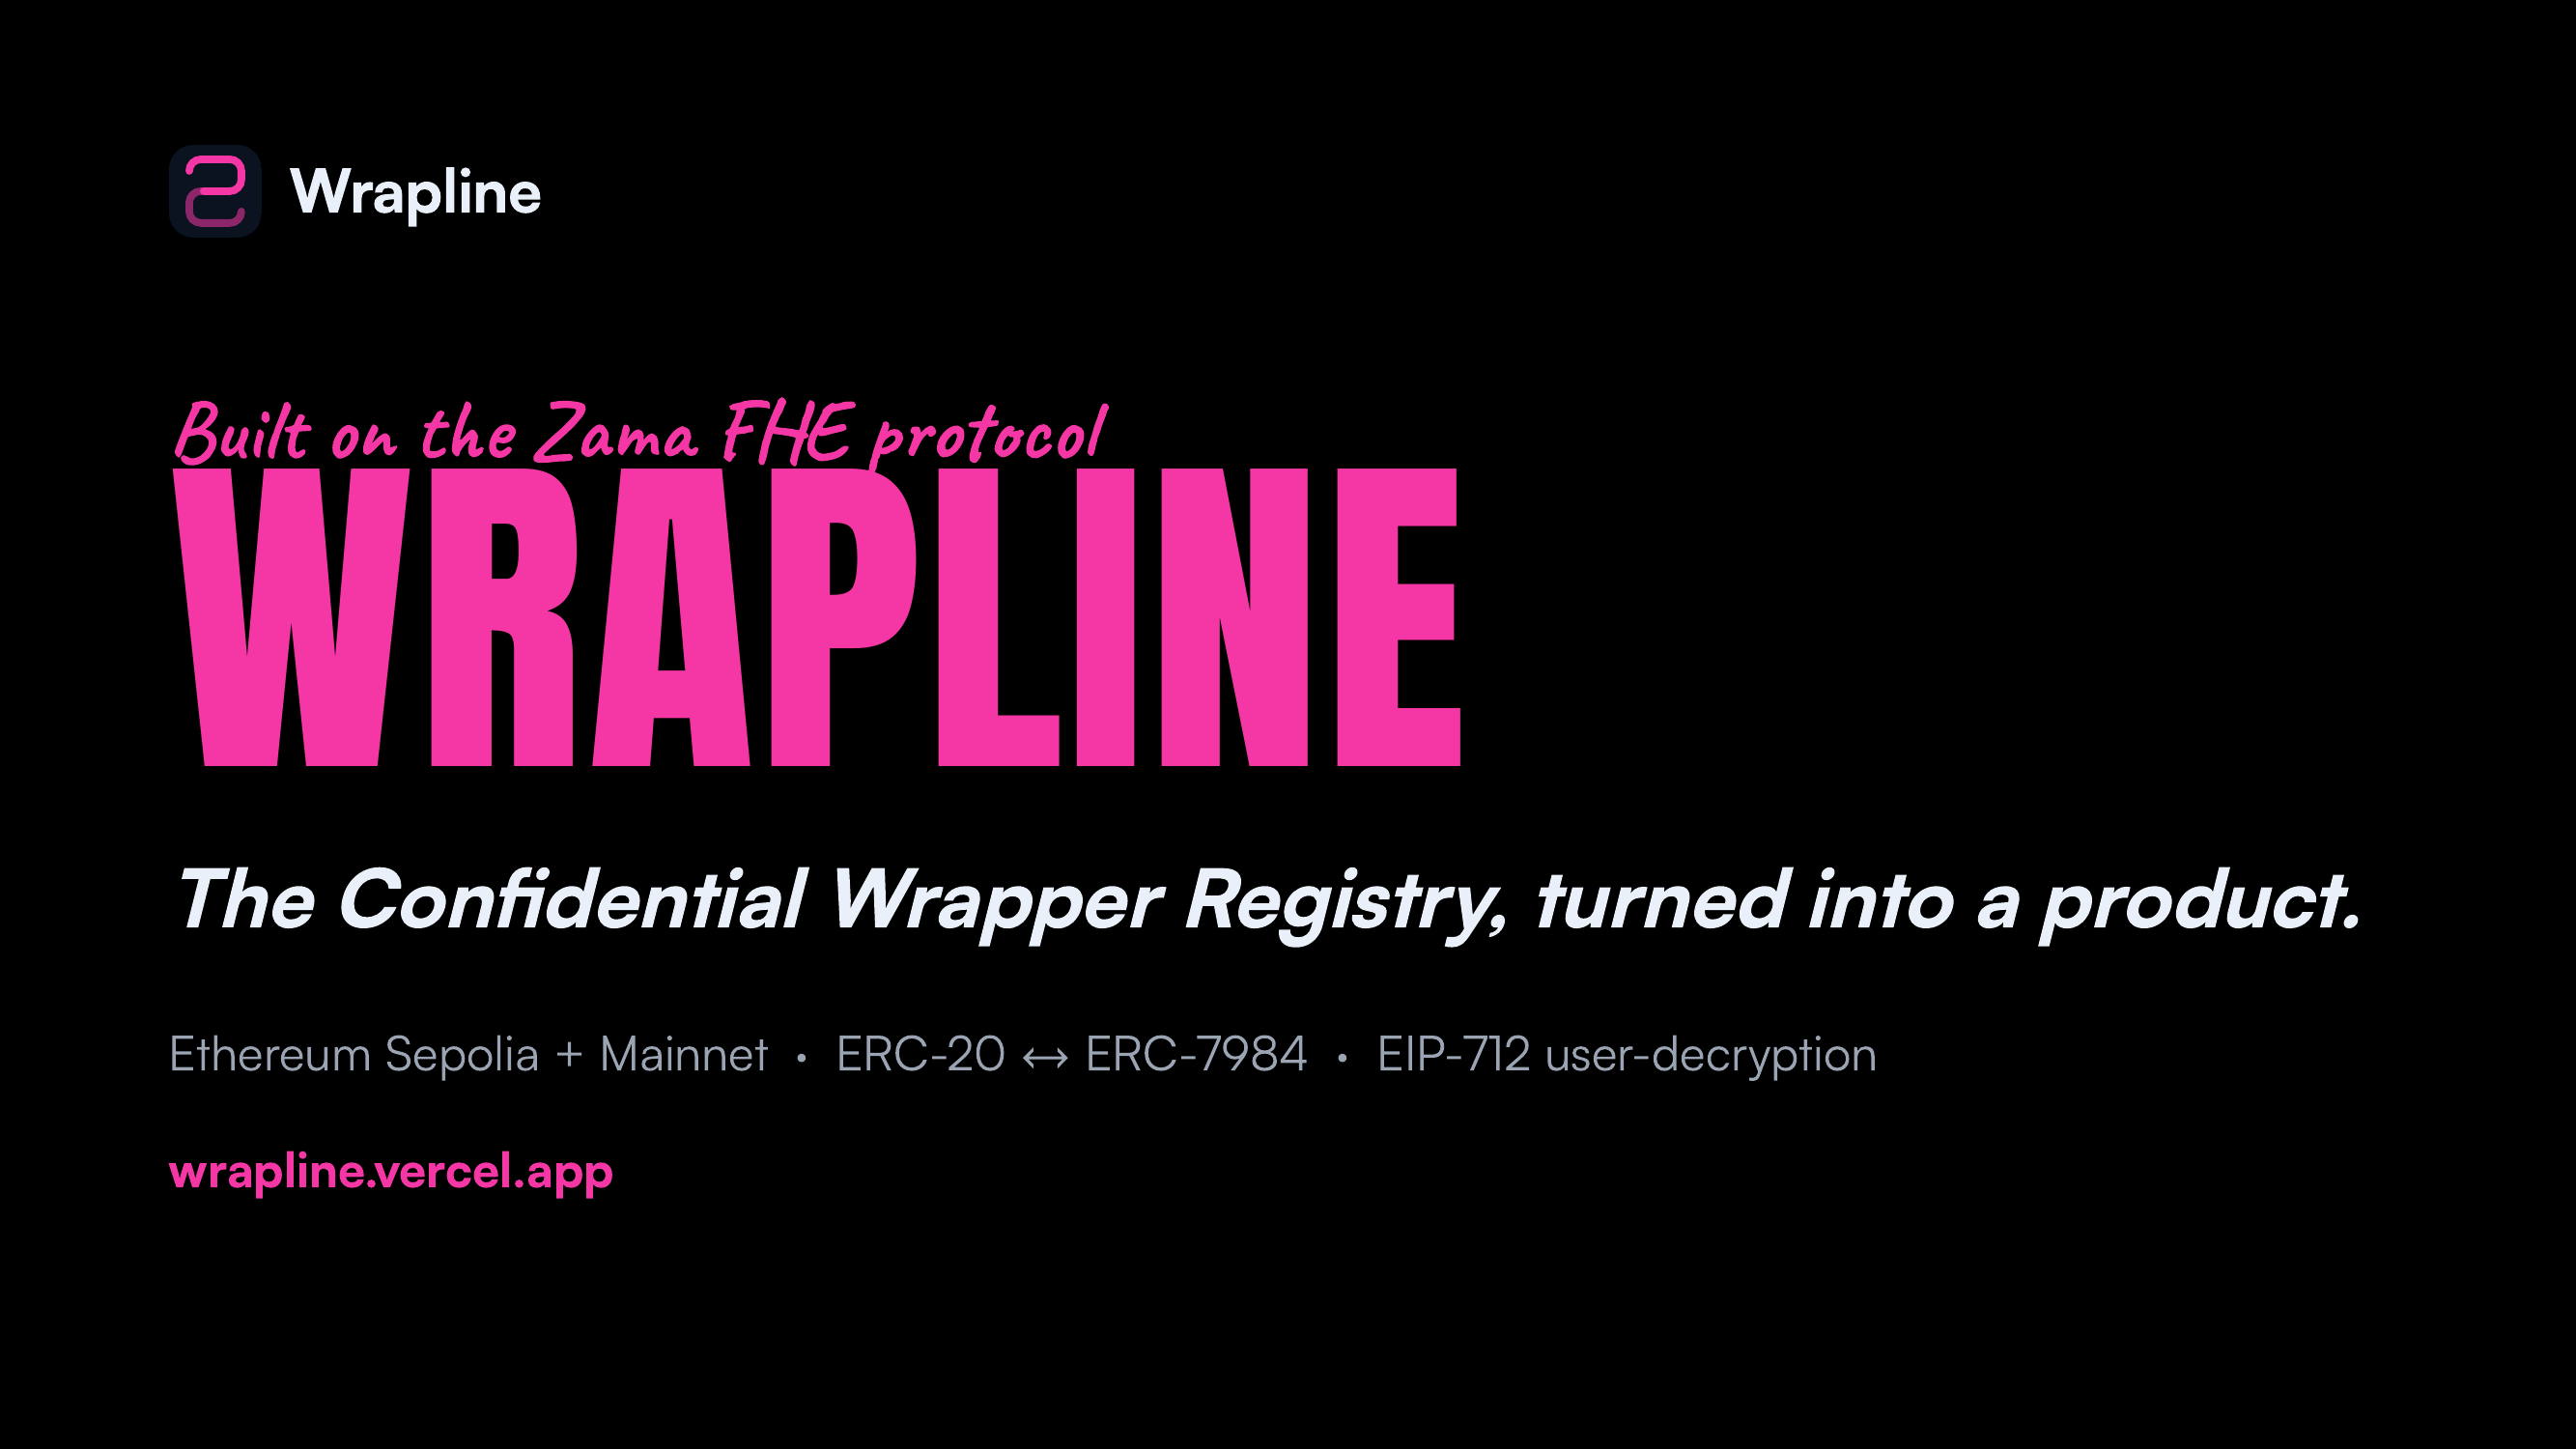 Wrapline
Built on the Zama FHE protocol
WRAPLINE
The Confidential Wrapper Registry, turned into a product.
Ethereum Sepolia + Mainnet · ERC-20 ↔ ERC-7984 · EIP-712 user-decryption
wrapline.vercel.app